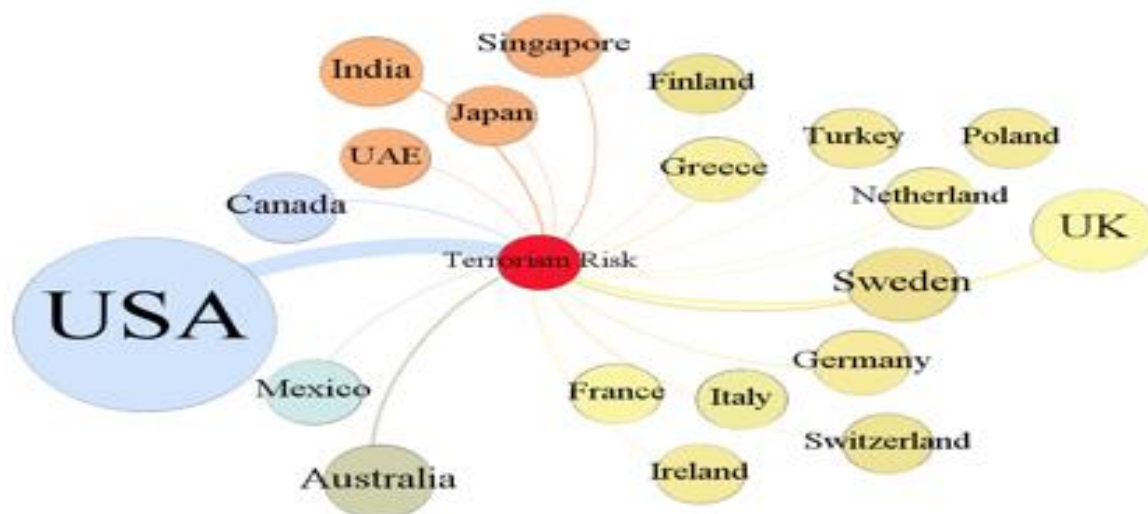 Singapore
India
Finland
Japan
Turkey
Poland
UAE
Greece
Canada
Netherland
UK
Terrorism Risk
Sweden
USA
Germany
Mexico
France
Italy
Switzerland
Australia
Ireland